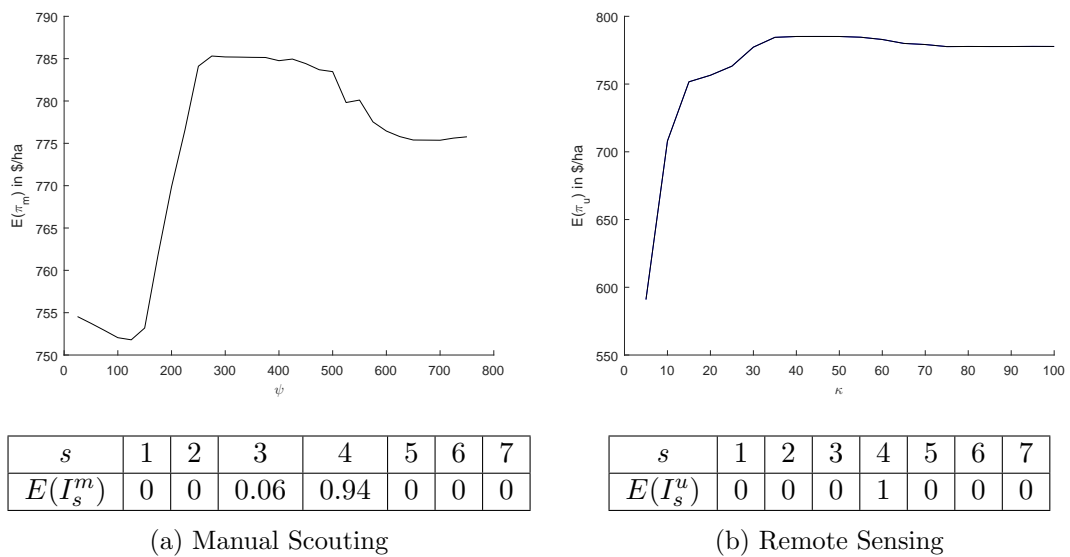 790
785
780
775
770
765
760
755
750
E(π_m) in $/ha
0 100 200 300 400 500 600 700 800
ψ
800
750
700
650
600
550
E(π_u) in $/ha
0 10 20 30 40 50 60 70 80 90 100
κ
s 1 2 3 4 5 6 7
E(I_s^m) 0 0 0.06 0.94 0 0 0
(a) Manual Scouting
s 1 2 3 4 5 6 7
E(I_s^u) 0 0 0 1 0 0 0
(b) Remote Sensing